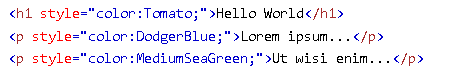 <h1 style="color:Tomato;">Hello World</h1>
<p style="color:DodgerBlue;">Lorem ipsum...</p>
<p style="color:MediumSeaGreen;">Ut wisi enim...</p>